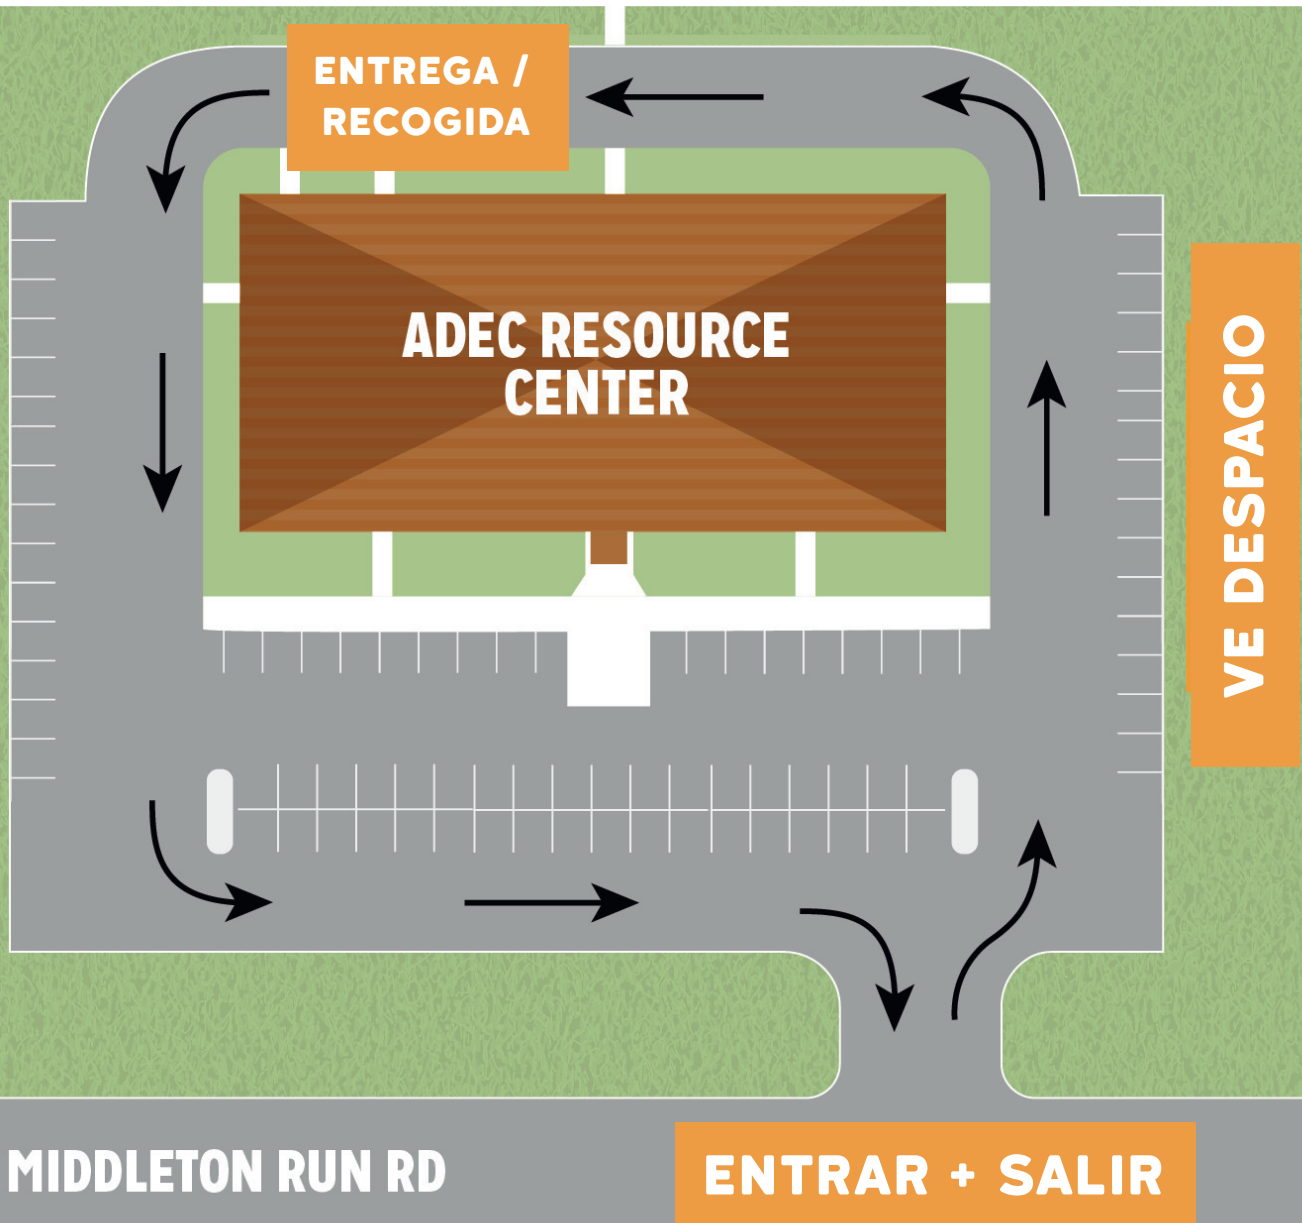 ENTREGA /
RECOGIDA
ADEC RESOURCE
CENTER
VE DESPACIO
MIDDLETON RUN RD
ENTRAR + SALIR